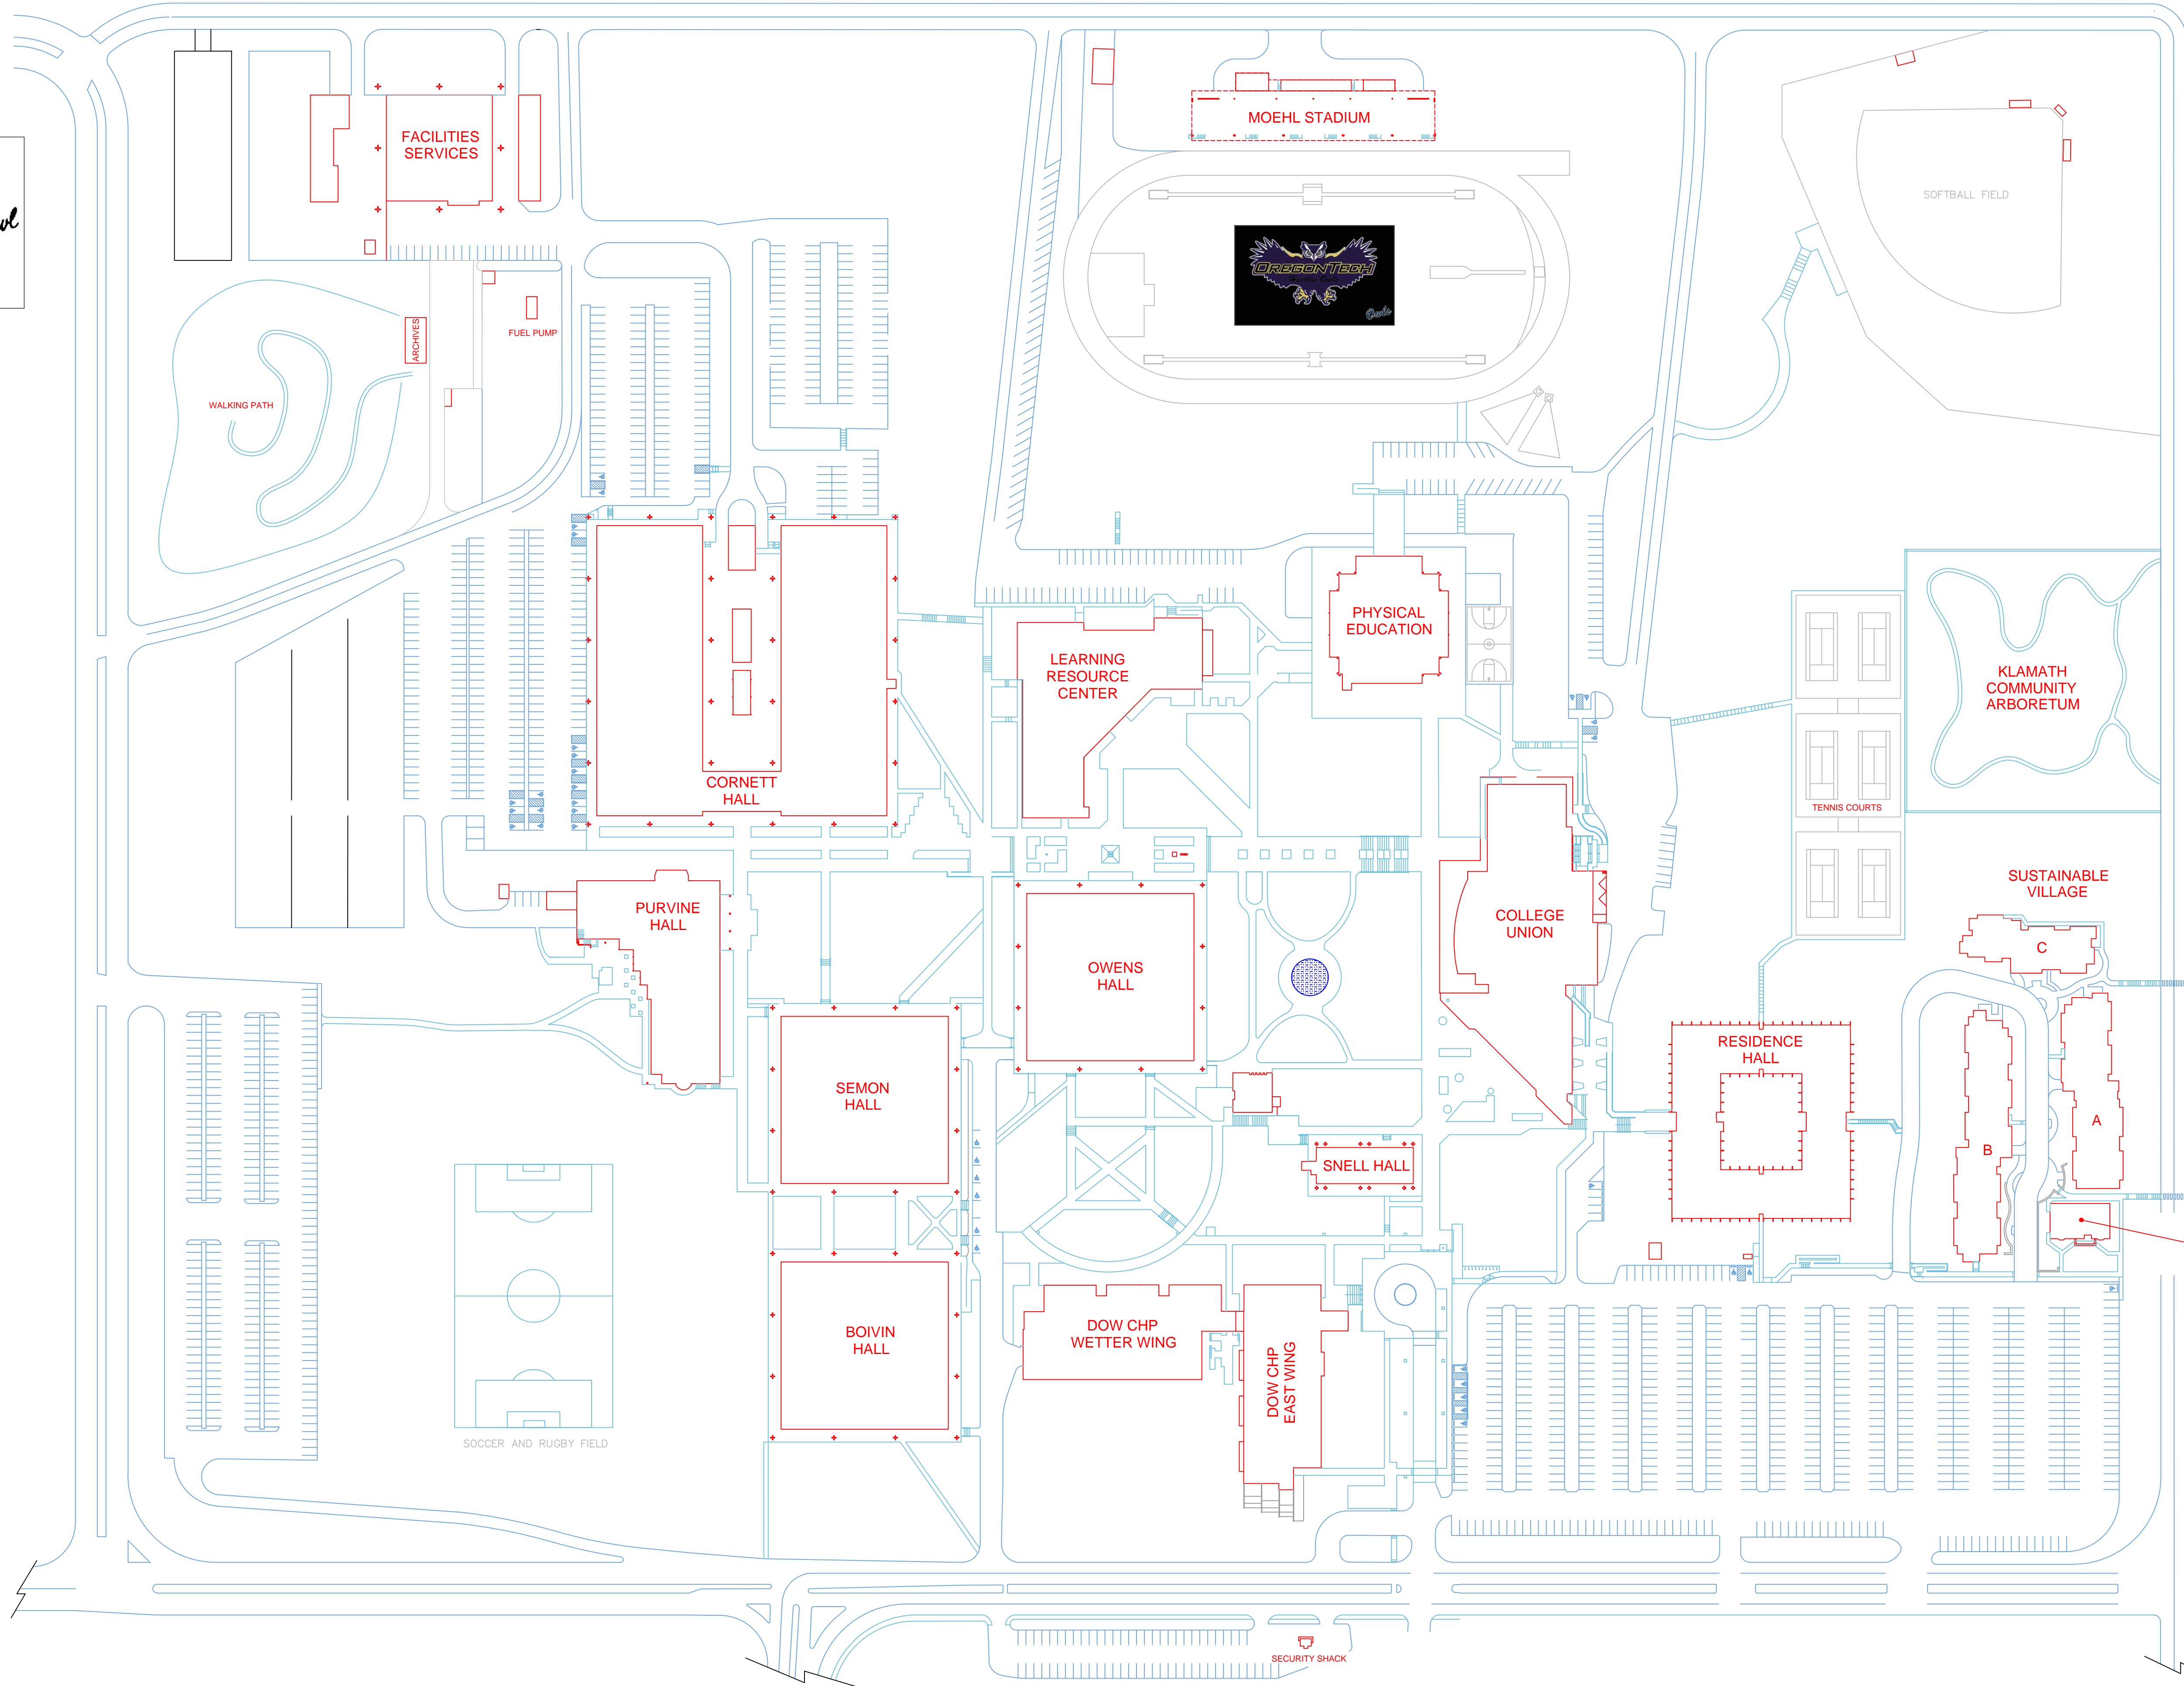 FACILITIES
SERVICES
MOEHL STADIUM
SOFTBALL FIELD
OREGONTECH
Owls
ARCHIVES
FUEL PUMP
WALKING PATH
PHYSICAL
EDUCATION
LEARNING
RESOURCE
CENTER
KLAMATH
COMMUNITY
ARBORETUM
CORNETT
HALL
TENNIS COURTS
SUSTAINABLE
VILLAGE
PURVINE
HALL
COLLEGE
UNION
C
OWENS
HALL
RESIDENCE
HALL
SEMON
HALL
A
B
SNELL HALL
DOW CHP
WETTER WING
BOIVIN
HALL
DOW CHP
EAST WING
SOCCER AND RUGBY FIELD
SECURITY SHACK